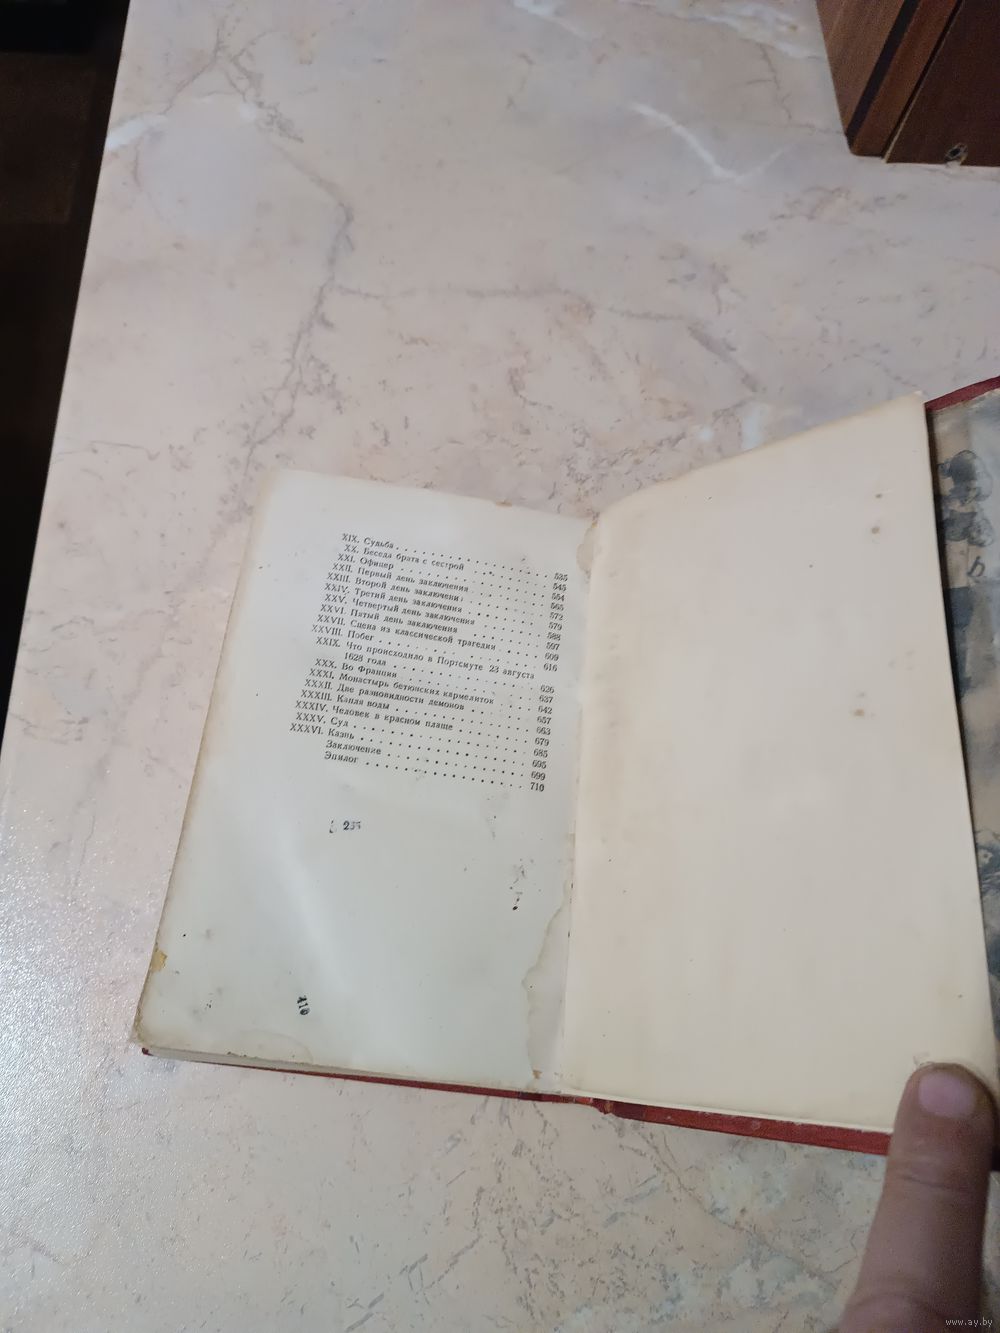 XIX. Судьба . . . . . . . . . . . . . . . . 535
XX. Беседа брата с сестрой . . . . . . . 545
XXI. Офицер . . . . . . . . . . . . . . . . 554
XXII. Первый день заключения . . . . . . . 565
XXIII. Второй день заключения . . . . . . . 572
XXIV. Третий день заключения . . . . . . . 579
XXV. Четвертый день заключения . . . . . . 588
XXVI. Пятый день заключения . . . . . . . 597
XXVII. Сцена из классической трагедии . . . . . 609
XXVIII. Побег . . . . . . . . . . . . . . . . 616
XXIX. Что происходило в Портсмуте 23 августа
1628 года . . . . . . . . . . . . . . 626
XXX. Во Франции . . . . . . . . . . . . . . 637
XXXI. Монастырь бетюнских кармелиток . . . . . 642
XXXII. Две разновидности демонов . . . . . . 657
XXXIII. Капля воды . . . . . . . . . . . . . . 663
XXXIV. Человек в красном плаще . . . . . . . 679
XXXV. Суд . . . . . . . . . . . . . . . . 685
XXXVI. Казнь . . . . . . . . . . . . . . . . 695
Заключение . . . . . . . . . . . . . . 699
Эпилог . . . . . . . . . . . . . . . . 710
b
www.ay.by